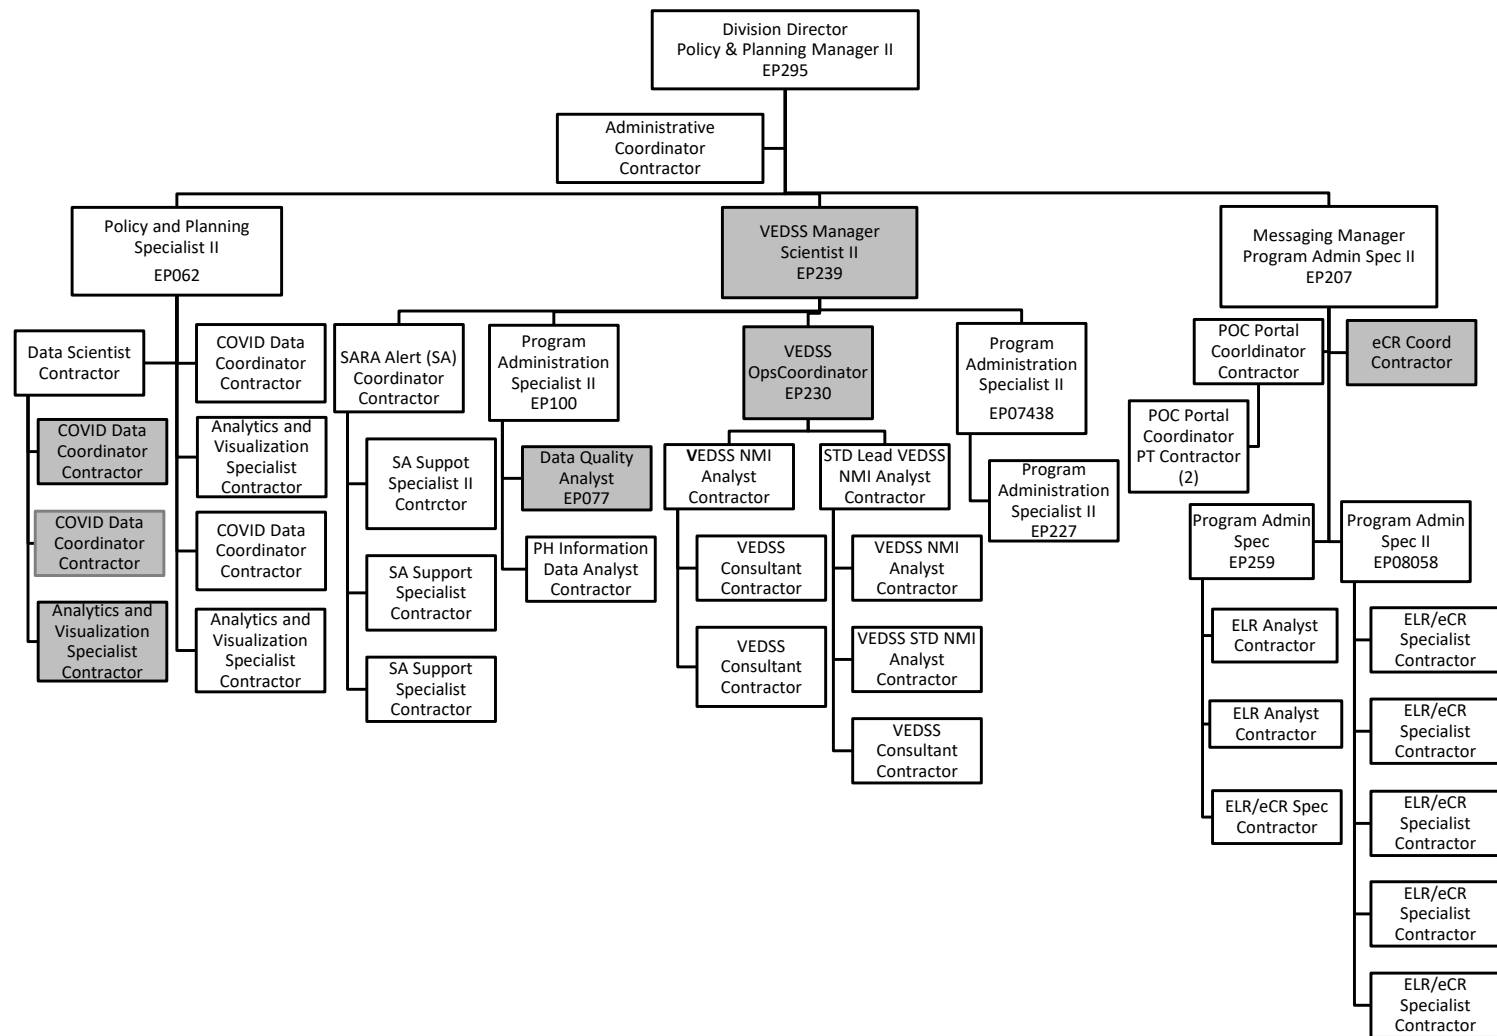 Division Director
Policy & Planning Manager II
EP295
Administrative
Coordinator
Contractor
Policy and Planning
Specialist II
EP062
VEDSS Manager
Scientist II
EP239
Messaging Manager
Program Admin Spec II
EP207
Data Scientist
Contractor
COVID Data
Coordinator
Contractor
COVID Data
Coordinator
Contractor
Analytics and
Visualization
Specialist
Contractor
COVID Data
Coordinator
Contractor
Analytics and
Visualization
Specialist
Contractor
COVID Data
Coordinator
Contractor
Analytics and
Visualization
Specialist
Contractor
SARA Alert (SA)
Coordinator
Contractor
SA Suppot
Specialist II
Contrctor
SA Support
Specialist
Contractor
SA Support
Specialist
Contractor
Program
Administration
Specialist II
EP100
Data Quality
Analyst
EP077
PH Information
Data Analyst
Contractor
VEDSS
OpsCoordinator
EP230
VEDSS NMI
Analyst
Contractor
VEDSS
Consultant
Contractor
VEDSS
Consultant
Contractor
STD Lead VEDSS
NMI Analyst
Contractor
VEDSS NMI
Analyst
Contractor
VEDSS STD NMI
Analyst
Contractor
VEDSS
Consultant
Contractor
Program
Administration
Specialist II
EP07438
Program
Administration
Specialist II
EP227
POC Portal
Coorldinator
Contractor
POC Portal
Coordinator
PT Contractor
(2)
eCR Coord
Contractor
Program Admin
Spec
EP259
ELR Analyst
Contractor
ELR Analyst
Contractor
ELR/eCR Spec
Contractor
Program Admin
Spec II
EP08058
ELR/eCR
Specialist
Contractor
ELR/eCR
Specialist
Contractor
ELR/eCR
Specialist
Contractor
ELR/eCR
Specialist
Contractor
ELR/eCR
Specialist
Contractor